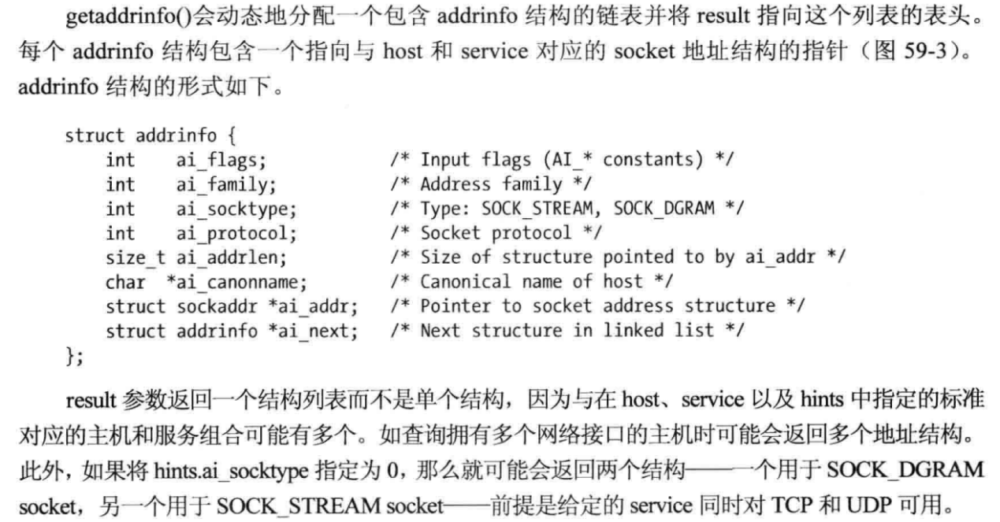 getaddrinfo()会动态地分配一个包含 addrinfo 结构的链表并将 result 指向这个列表的表头。
每个 addrinfo 结构包含一个指向与 host 和 service 对应的 socket 地址结构的指针（图 59-3）。
addrinfo 结构的形式如下。
struct addrinfo {
    int    ai_flags;             /* Input flags (AI_* constants) */
    int    ai_family;            /* Address family */
    int    ai_socktype;          /* Type: SOCK_STREAM, SOCK_DGRAM */
    int    ai_protocol;          /* Socket protocol */
    size_t ai_addrlen;           /* Size of structure pointed to by ai_addr */
    char  *ai_canonname;         /* Canonical name of host */
    struct sockaddr *ai_addr;    /* Pointer to socket address structure */
    struct addrinfo *ai_next;    /* Next structure in linked list */
};
result 参数返回一个结构列表而不是单个结构，因为与在 host、service 以及 hints 中指定的标准
对应的主机和服务组合可能有多个。如查询拥有多个网络接口的主机时可能会返回多个地址结构。
此外，如果将 hints.ai_socktype 指定为 0，那么就可能会返回两个结构——一个用于 SOCK_DGRAM
socket，另一个用于 SOCK_STREAM socket——前提是给定的 service 同时对 TCP 和 UDP 可用。